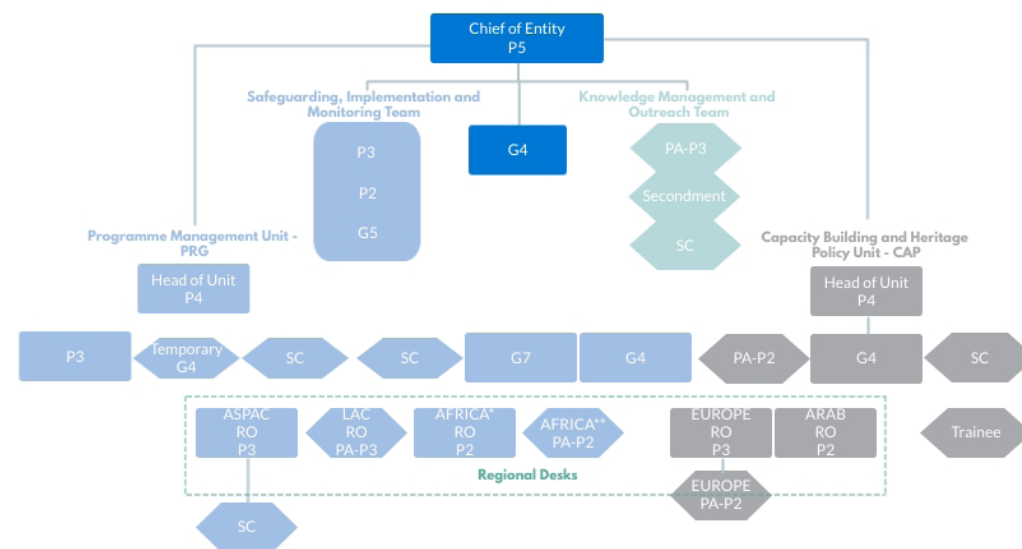 Chief of Entity
P5
Safeguarding, Implementation and
Monitoring Team
Knowledge Management and
Outreach Team
P3
P2
G5
G4
PA-P3
Secondment
SC
Programme Management Unit -
PRG
Capacity Building and Heritage
Policy Unit - CAP
Head of Unit
P4
Head of Unit
P4
P3
Temporary
G4
SC
SC
G7
G4
PA-P2
G4
SC
ASPAC
RO
P3
LAC
RO
PA-P3
AFRICA*
RO
P2
AFRICA**
PA-P2
EUROPE
RO
P3
ARAB
RO
P2
Trainee
Regional Desks
EUROPE
PA-P2
SC